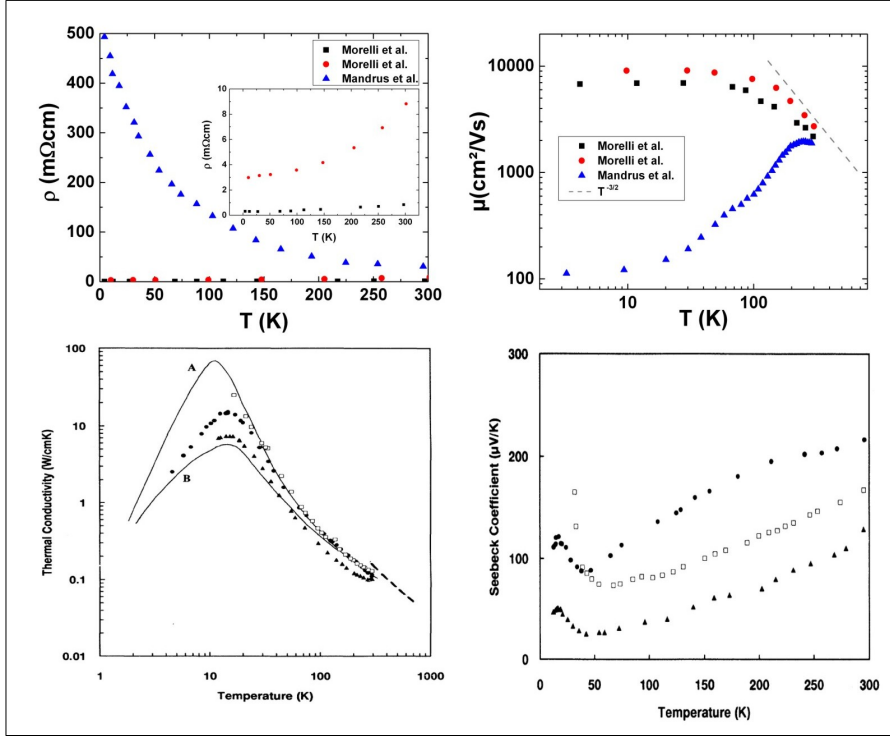 500
400
300
200
100
0
ρ (mΩcm)
0 50 100 150 200 250 300
T (K)
Morelli et al.
Morelli et al.
Mandrus et al.
10
8
6
4
2
0
ρ (mΩcm)
0 50 100 150 200 250 300
T (K)
10000
1000
100
μ(cm²/Vs)
10 100
T (K)
Morelli et al.
Morelli et al.
Mandrus et al.
T -3/2
100
10
1
0.1
0.01
Thermal Conductivity (W/cmK)
A
B
1 10 100 1000
Temperature (K)
300
200
100
0
Seebeck Coefficient (μV/K)
0 50 100 150 200 250 300
Temperature (K)